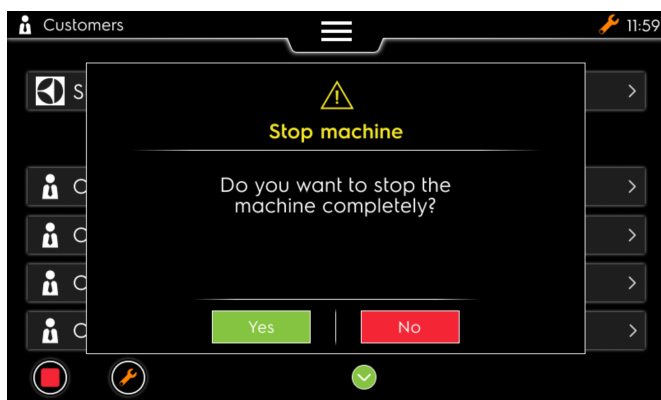 Customers
11:59
S
Stop machine
C
Do you want to stop the
machine completely?
C
C
C
Yes
No